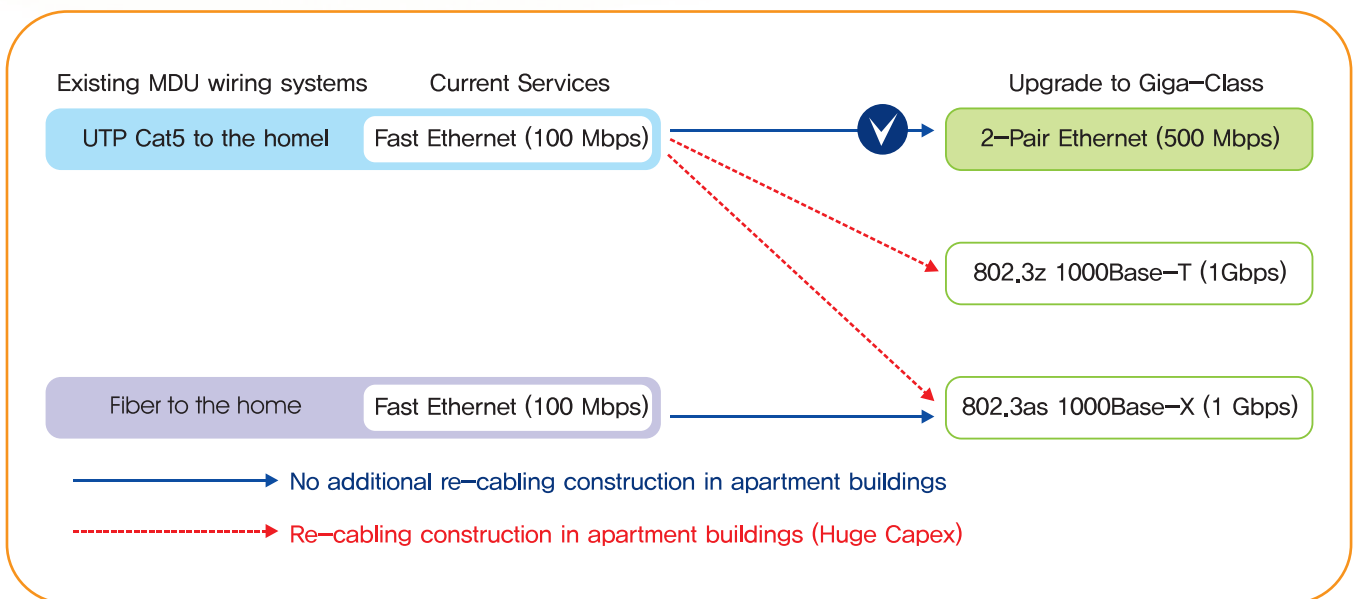 Existing MDU wiring systems
Current Services
Upgrade to Giga-Class
UTP Cat5 to the homel
Fast Ethernet (100 Mbps)
2-Pair Ethernet (500 Mbps)
802.3z 1000Base-T (1Gbps)
Fiber to the home
Fast Ethernet (100 Mbps)
802.3as 1000Base-X (1 Gbps)
No additional re-cabling construction in apartment buildings
Re-cabling construction in apartment buildings (Huge Capex)